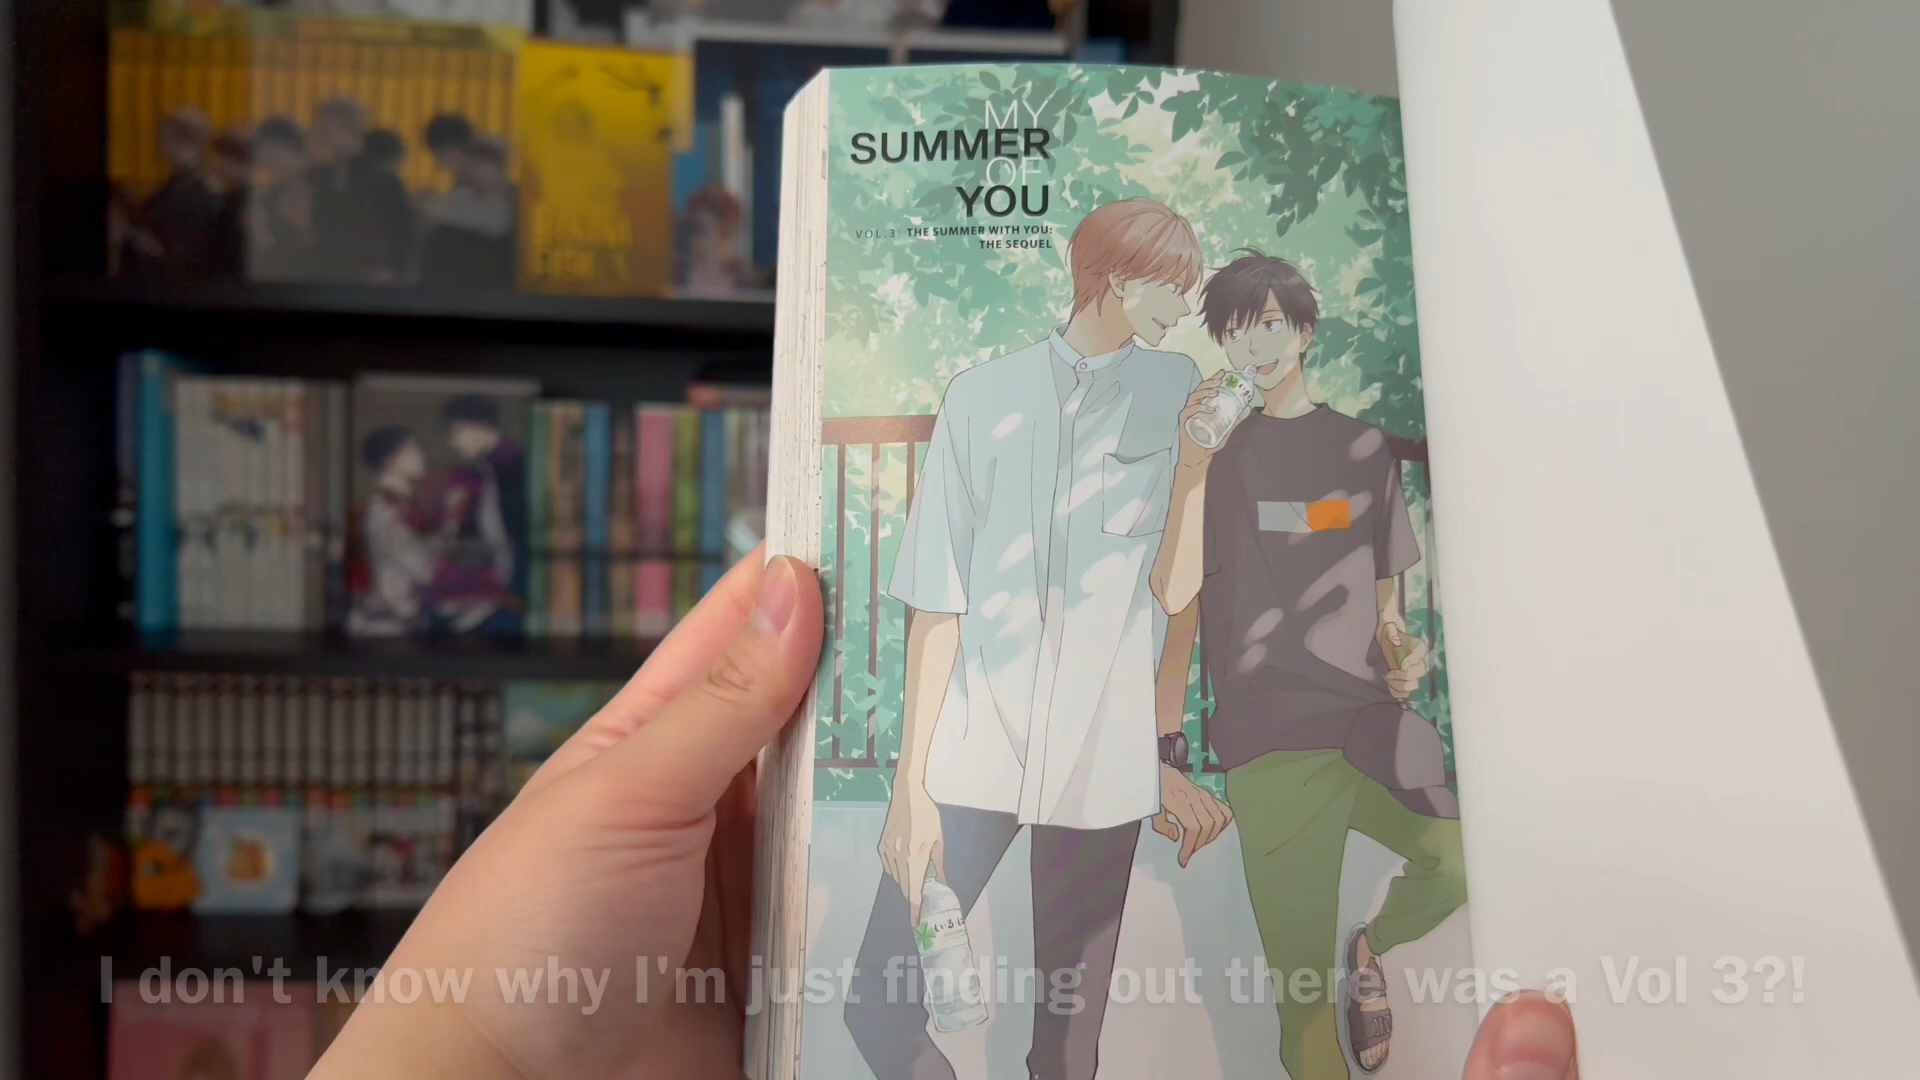 MY
SUMMER
OF
YOU
VOL.3: THE SUMMER WITH YOU:
THE SEQUEL
I don't know why I'm just finding out there was a Vol 3?!